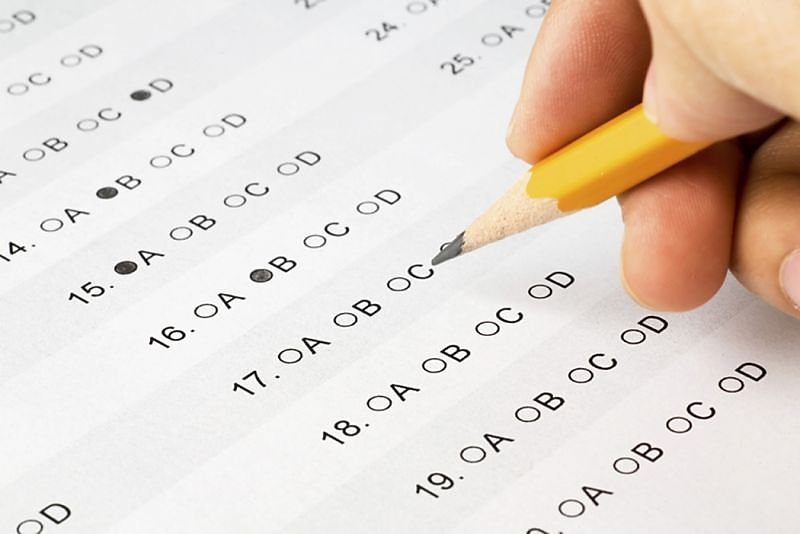 D
C D
A B C D
14. A B C D
15. A B C D
16. A B C D
17. A B C
18. A B C D
19. A B C D
A B C D
D
24. A
25. A B